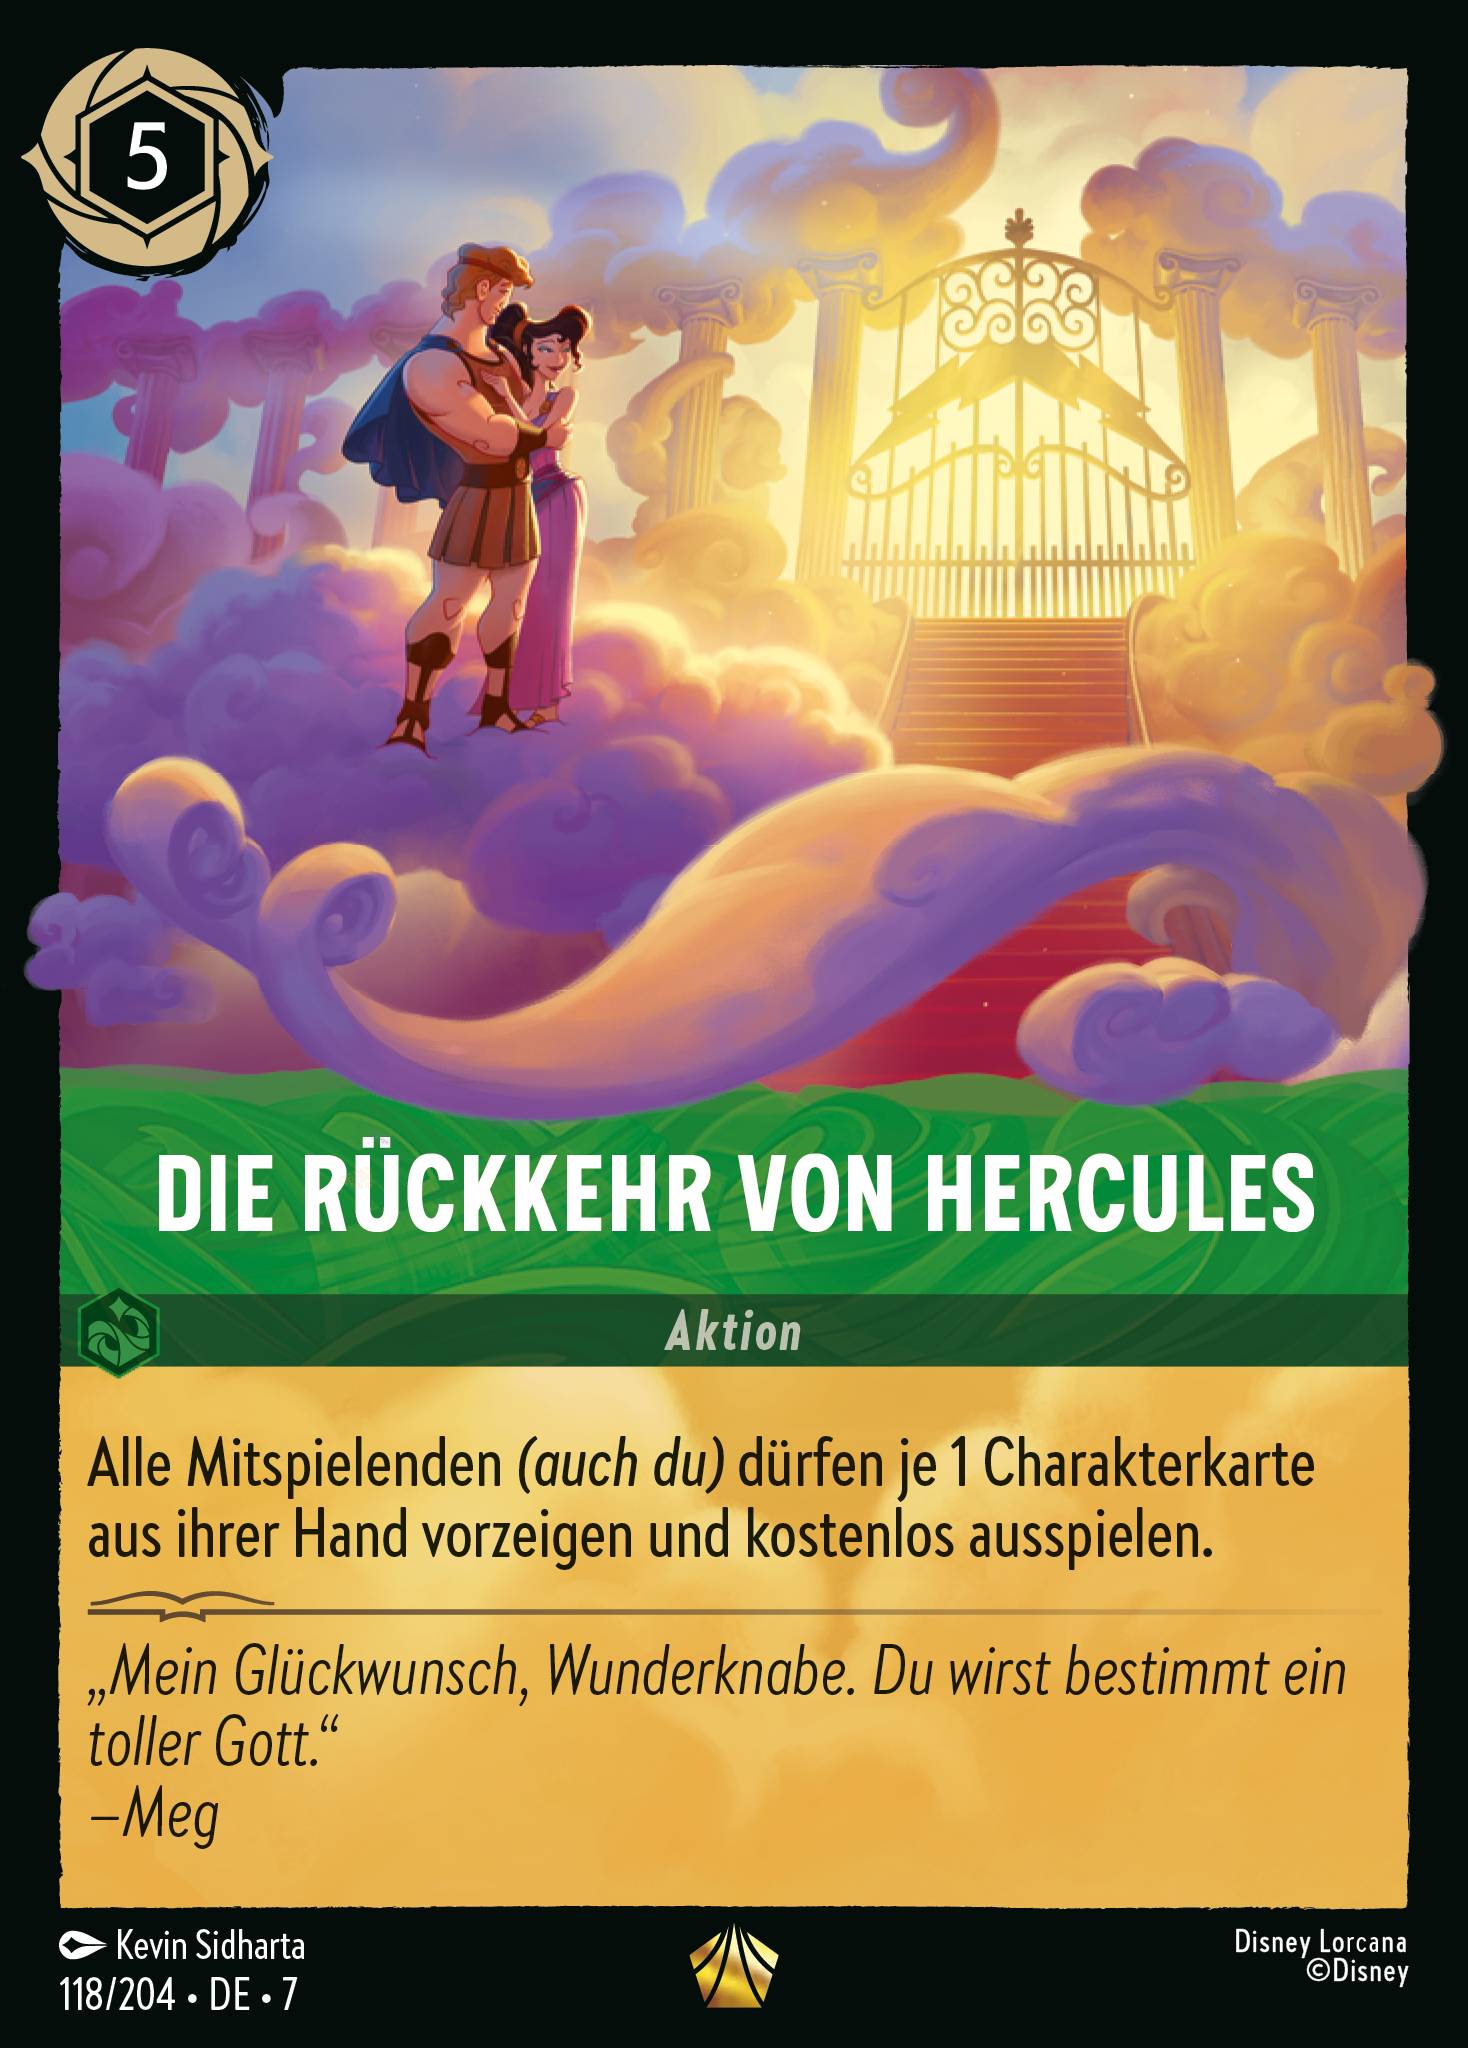 5
DIE RÜCKKEHR VON HERCULES
Aktion
Alle Mitspielenden (auch du) dürfen je 1 Charakterkarte
aus ihrer Hand vorzeigen und kostenlos ausspielen.
„Mein Glückwunsch, Wunderknabe. Du wirst bestimmt ein
toller Gott.“
–Meg
Kevin Sidharta
118/204 • DE • 7
Disney Lorcana
©Disney